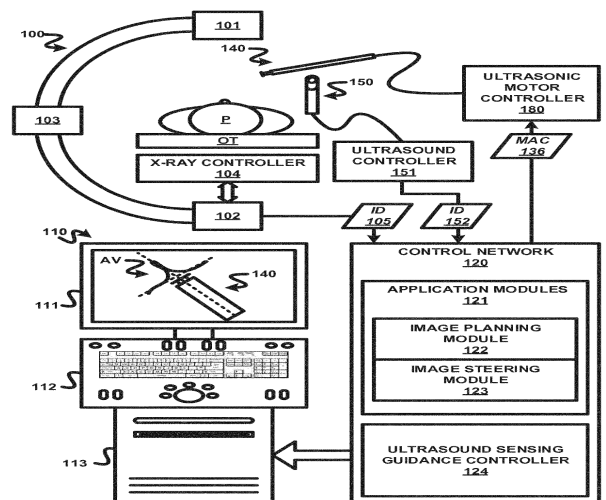 100
101
140
150
103
P
OT
X-RAY CONTROLLER
104
102
ULTRASOUND
CONTROLLER
151
ULTRASONIC
MOTOR
CONTROLLER
180
MAC
136
ID
105
ID
152
110
AV
140
111
112
113
CONTROL NETWORK
120
APPLICATION MODULES
121
IMAGE PLANNING
MODULE
122
IMAGE STEERING
MODULE
123
ULTRASOUND SENSING
GUIDANCE CONTROLLER
124